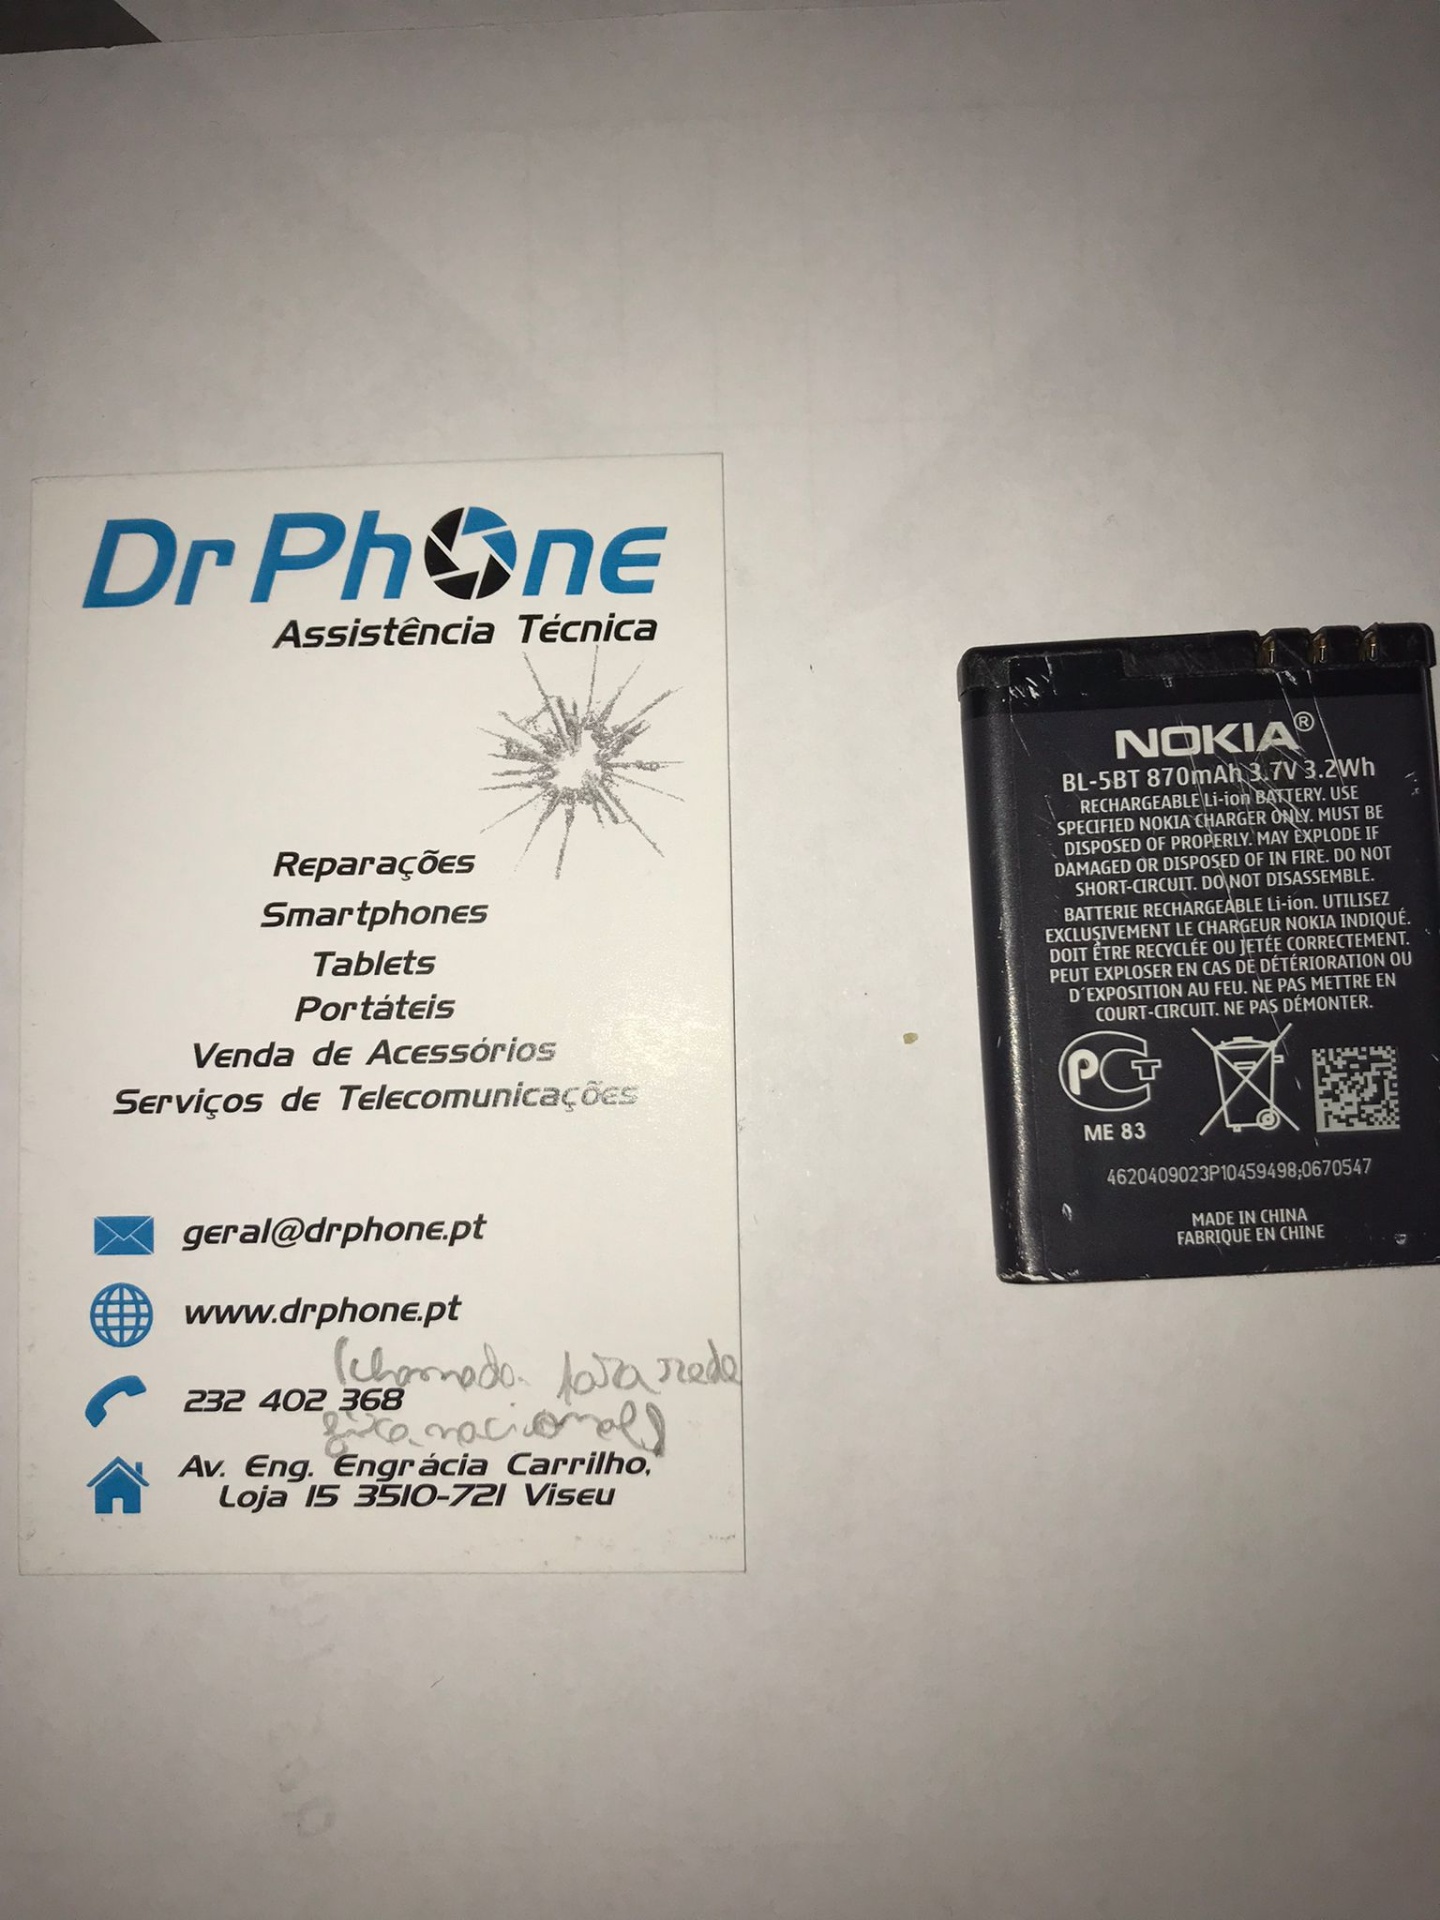 Dr Phone
Assistência Técnica
Reparações
Smartphones
Tablets
Portáteis
Venda de Acessórios
Serviços de Telecomunicações
geral@drphone.pt
www.drphone.pt
(chamada para rede
232 402 368
fixa nacional)
Av. Eng. Engrácia Carrilho,
Loja 15 3510-721 Viseu
NOKIA®
BL-5BT 870mAh 3.7V 3.2Wh
RECHARGEABLE Li-ion BATTERY. USE
SPECIFIED NOKIA CHARGER ONLY. MUST BE
DISPOSED OF PROPERLY. MAY EXPLODE IF
DAMAGED OR DISPOSED OF IN FIRE. DO NOT
SHORT-CIRCUIT. DO NOT DISASSEMBLE.
BATTERIE RECHARGEABLE Li-ion. UTILISEZ
EXCLUSIVEMENT LE CHARGEUR NOKIA INDIQUÉ.
DOIT ÊTRE RECYCLÉE OU JETÉE CORRECTEMENT.
PEUT EXPLOSER EN CAS DE DÉTÉRIORATION OU
D'EXPOSITION AU FEU. NE PAS METTRE EN
COURT-CIRCUIT. NE PAS DÉMONTER.
ME 83
4620409023P10459498;0670547
MADE IN CHINA
FABRIQUE EN CHINE